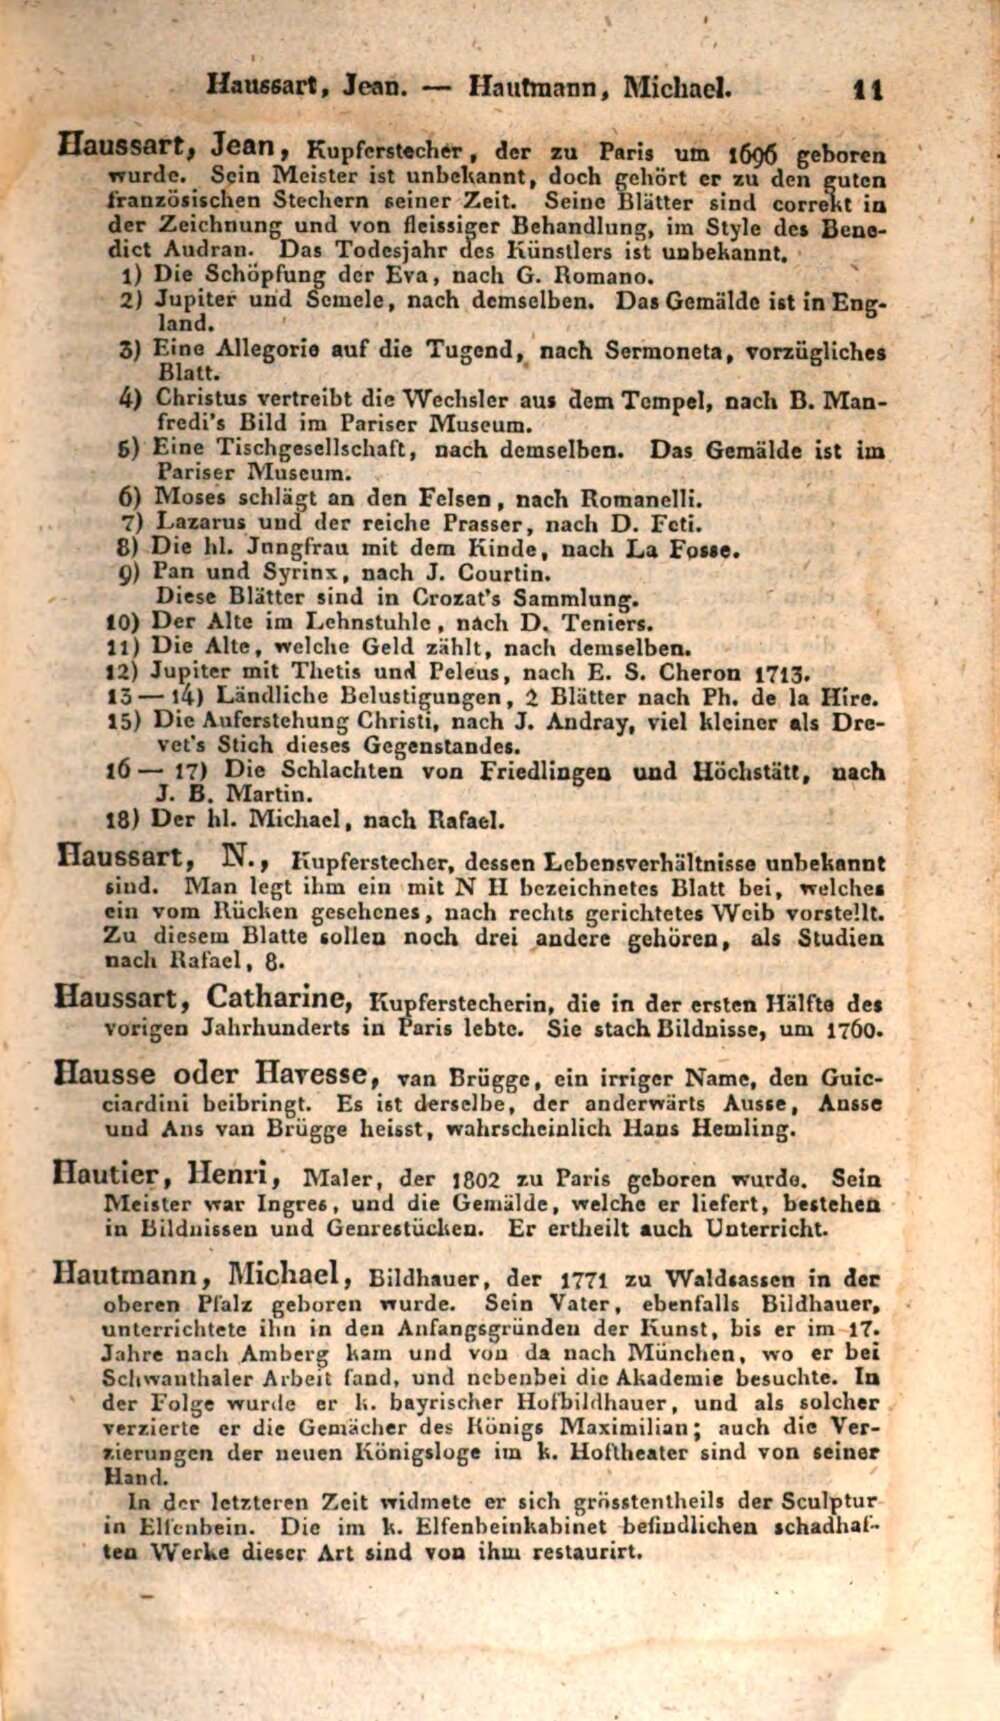 Haussart, Jean. — Hautmann, Michael. 11
Haussart, Jean, Kupferstecher, der zu Paris um 1696 geboren
wurde. Sein Meister ist unbekannt, doch gehört er zu den guten
französischen Stechern seiner Zeit. Seine Blätter sind correkt in
der Zeichnung und von fleissiger Behandlung, im Style des Bene-
dict Audran. Das Todesjahr des Künstlers ist unbekannt.
1) Die Schöpfung der Eva, nach G. Romano.
2) Jupiter und Semele, nach demselben. Das Gemälde ist in Eng-
land.
3) Eine Allegorie auf die Tugend, nach Sermoneta, vorzügliches
Blatt.
4) Christus vertreibt die Wechsler aus dem Tempel, nach B. Man-
fredi's Bild im Pariser Museum.
5) Eine Tischgesellschaft, nach demselben. Das Gemälde ist im
Pariser Museum.
6) Moses schlägt an den Felsen, nach Romanelli.
7) Lazarus und der reiche Prasser, nach D. Feti.
8) Die hl. Jungfrau mit dem Kinde, nach La Fosse.
9) Pan und Syrinx, nach J. Courtin.
Diese Blätter sind in Crozat's Sammlung.
10) Der Alte im Lehnstuhle, nach D. Teniers.
11) Die Alte, welche Geld zählt, nach demselben.
12) Jupiter mit Thetis und Peleus, nach E. S. Cheron 1713.
13 — 14) Ländliche Belustigungen, 2 Blätter nach Ph. de la Hire.
15) Die Auferstehung Christi, nach J. Andray, viel kleiner als Dre-
vet's Stich dieses Gegenstandes.
16 — 17) Die Schlachten von Friedlingen und Höchstätt, nach
J. B. Martin.
18) Der hl. Michael, nach Rafael.
Haussart, N., Kupferstecher, dessen Lebensverhältnisse unbekannt
sind. Man legt ihm ein mit N H bezeichnetes Blatt bei, welches
ein vom Rücken gesehenes, nach rechts gerichtetes Weib vorstellt.
Zu diesem Blatte sollen noch drei andere gehören, als Studien
nach Rafael, 8.
Haussart, Catharine, Kupferstecherin, die in der ersten Hälfte des
vorigen Jahrhunderts in Paris lebte. Sie stach Bildnisse, um 1760.
Hausse oder Havesse, van Brügge, ein irriger Name, den Guic-
ciardini beibringt. Es ist derselbe, der anderwärts Ausse, Ansse
und Ans van Brügge heisst, wahrscheinlich Hans Hemling.
Hautier, Henri, Maler, der 1802 zu Paris geboren wurde. Sein
Meister war Ingres, und die Gemälde, welche er liefert, bestehen
in Bildnissen und Genrestücken. Er ertheilt auch Unterricht.
Hautmann, Michael, Bildhauer, der 1771 zu Waldsassen in der
oberen Pfalz geboren wurde. Sein Vater, ebenfalls Bildhauer,
unterrichtete ihn in den Anfangsgründen der Kunst, bis er im 17.
Jahre nach Amberg kam und von da nach München, wo er bei
Schwanthaler Arbeit fand, und nebenbei die Akademie besuchte. In
der Folge wurde er k. bayrischer Hofbildhauer, und als solcher
verzierte er die Gemächer des Königs Maximilian; auch die Ver-
zierungen der neuen Königsloge im k. Hoftheater sind von seiner
Hand.
In der letzteren Zeit widmete er sich grösstentheils der Sculptur
in Elfenbein. Die im k. Elfenbeinkabinet befindlichen schadhaf-
ten Werke dieser Art sind von ihm restaurirt.